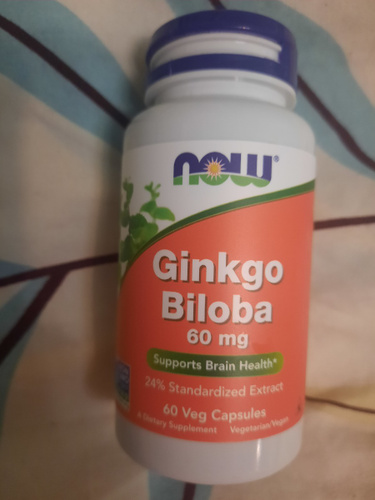 NOW®
Ginkgo
Biloba
60 mg
Supports Brain Health*
24% Standardized Extract
60 Veg Capsules
A Dietary Supplement Vegetarian/Vegan